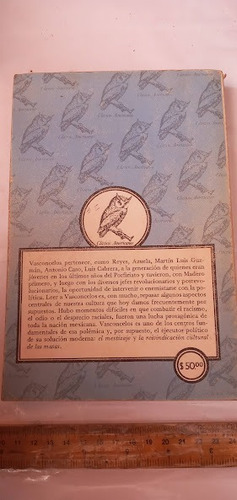 Clásicos Americanos
Vasconcelos pertenece, como Reyes, Azuela, Martín Luis Guz-
mán, Antonio Caso, Luis Cabrera, a la generación de quienes eran
jóvenes en los últimos años del Porfiriato y tuvieron, con Madero
primero, y luego con los diversos jefes revolucionarios y postrevo-
lucionarios, la oportunidad de intervenir o enemistarse con la po-
lítica. Leer a Vasconcelos es, con mucho, repasar algunos aspectos
centrales de nuestra cultura que hoy damos frecuentemente por
supuestos. Hubo momentos difíciles en que combatir el racismo,
el odio o el desprecio raciales, fueron una lucha protagónica de
toda la nación mexicana. Vasconcelos es uno de los centros fun-
damentales de esa polémica y, por supuesto, el ejecutor político
de su solución moderna: el mestizaje y la reivindicación cultural
de las masas.
$50.00